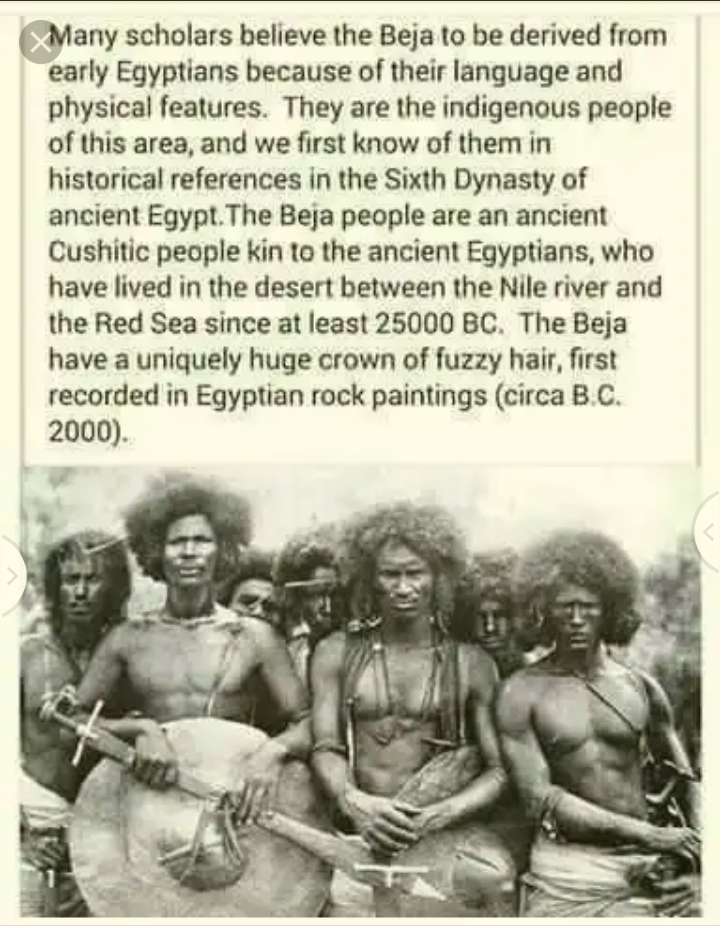 Many scholars believe the Beja to be derived from
early Egyptians because of their language and
physical features. They are the indigenous people
of this area, and we first know of them in
historical references in the Sixth Dynasty of
ancient Egypt.The Beja people are an ancient
Cushitic people kin to the ancient Egyptians, who
have lived in the desert between the Nile river and
the Red Sea since at least 25000 BC. The Beja
have a uniquely huge crown of fuzzy hair, first
recorded in Egyptian rock paintings (circa B.C.
2000).